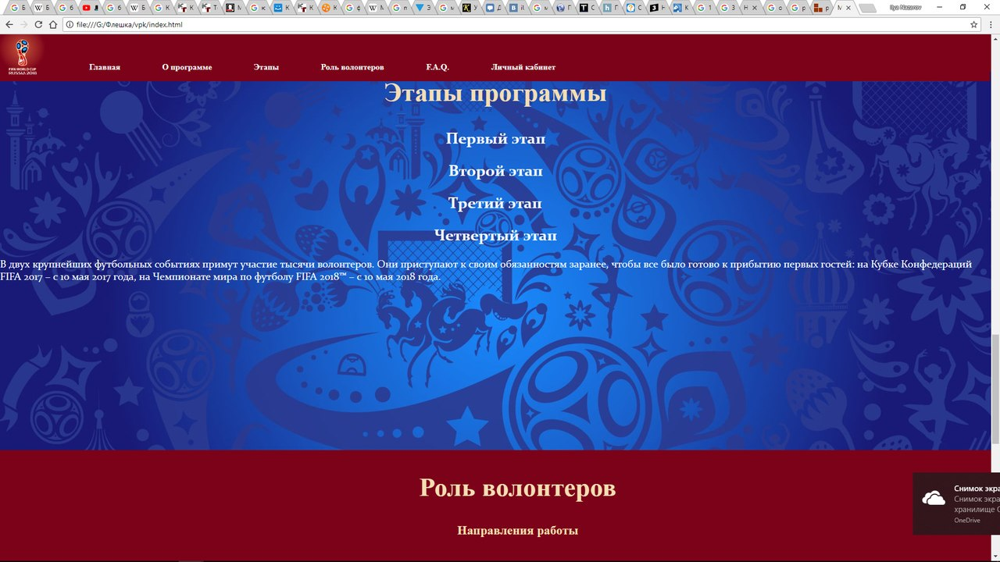 Ilya Nazarov
file:///G:/Флешка/vpk/index.html
FIFA WORLD CUP
RUSSIA 2018
Главная О программе Этапы Роль волонтеров F.A.Q. Личный кабинет
Этапы программы
Первый этап
Второй этап
Третий этап
Четвертый этап
В двух крупнейших футбольных событиях примут участие тысячи волонтеров. Они приступают к своим обязанностям заранее, чтобы все было готово к прибытию первых гостей: на Кубке Конфедераций
FIFA 2017 – с 10 мая 2017 года, на Чемпионате мира по футболу FIFA 2018™ – с 10 мая 2018 года.
Роль волонтеров
Направления работы
Снимок экра
Снимок экра
хранилище O
OneDrive